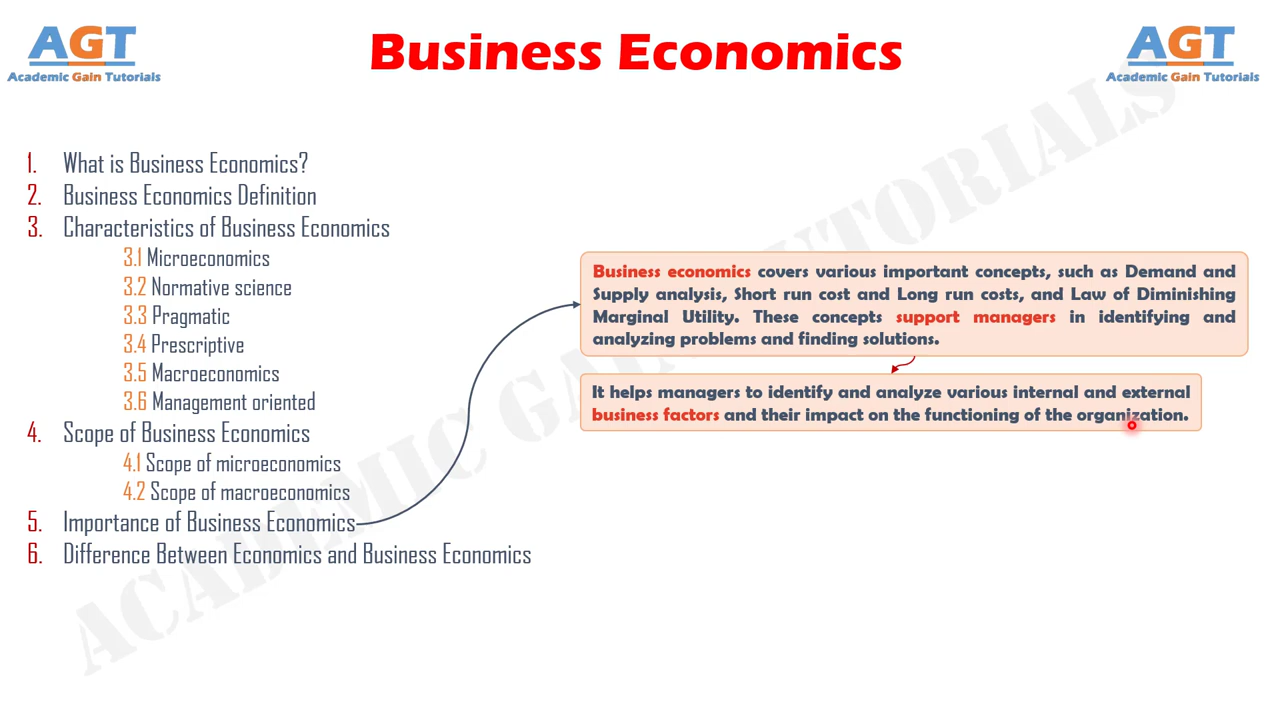 AGT
Academic Gain Tutorials
Business Economics
AGT
Academic Gain Tutorials
1. What is Business Economics?
2. Business Economics Definition
3. Characteristics of Business Economics
3.1 Microeconomics
3.2 Normative science
3.3 Pragmatic
3.4 Prescriptive
3.5 Macroeconomics
3.6 Management oriented
4. Scope of Business Economics
4.1 Scope of microeconomics
4.2 Scope of macroeconomics
5. Importance of Business Economics
6. Difference Between Economics and Business Economics
Business economics covers various important concepts, such as Demand and
Supply analysis, Short run cost and Long run costs, and Law of Diminishing
Marginal Utility. These concepts support managers in identifying and
analyzing problems and finding solutions.
It helps managers to identify and analyze various internal and external
business factors and their impact on the functioning of the organization.
ACADEMIC GAIN TUTORIALS